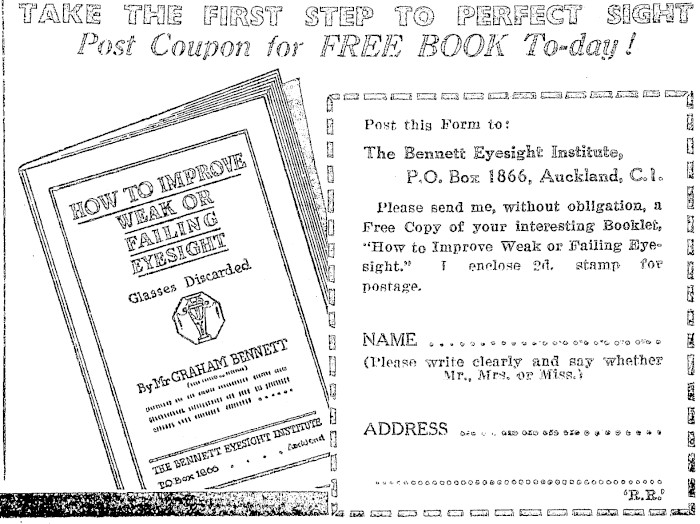 TAKE THE FIRST STEP TO PERFECT SIGHT
Post Coupon for FREE BOOK To-day!
HOW TO IMPROVE
WEAK OR
FAILING
EYESIGHT
Glasses Discarded
By Mr GRAHAM BENNETT
THE BENNETT EYESIGHT INSTITUTE
P.O Box 1866 . . . . Auckland
Post this Form to:
The Bennett Eyesight Institute,
P.O. Box 1866, Auckland, C.1.
Please send me, without obligation, a
Free Copy of your interesting Booklet,
"How to Improve Weak or Failing Eye-
sight." I enclose 2d. stamp for
postage.
NAME
(Please write clearly and say whether
Mr., Mrs. or Miss.)
ADDRESS
'R.R.'